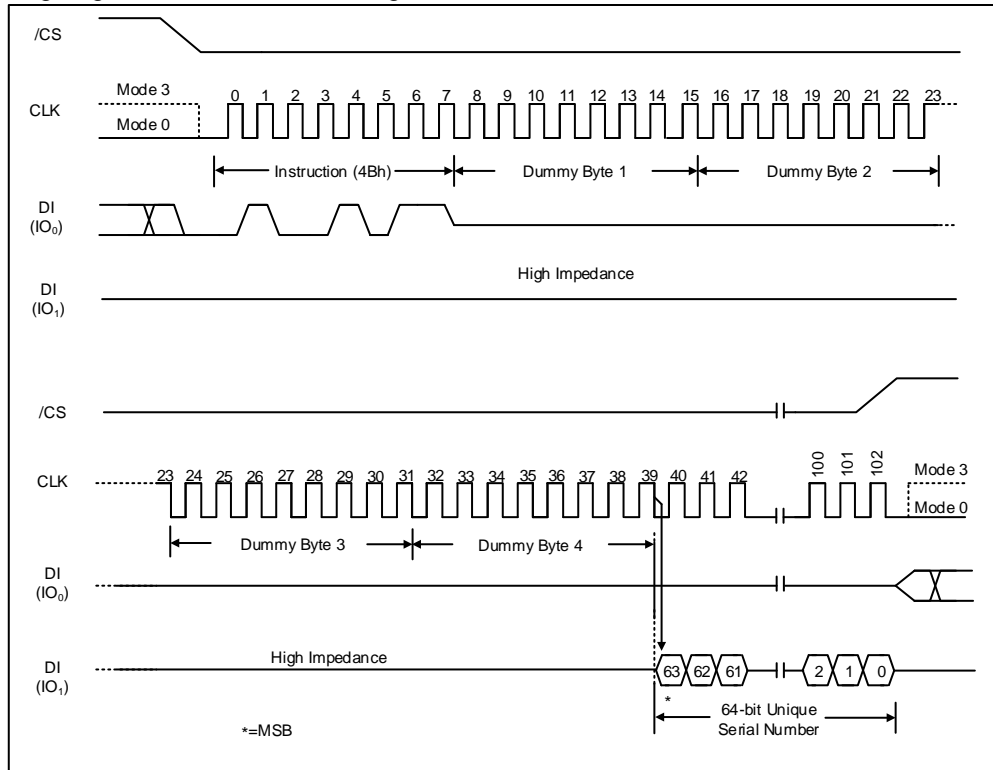 /CS
Mode 3
CLK
Mode 0
0 1 2 3 4 5 6 7 8 9 10 11 12 13 14 15 16 17 18 19 20 21 22 23
Instruction (4Bh)
Dummy Byte 1
Dummy Byte 2
DI
(IO₀)
High Impedance
DI
(IO₁)
/CS
CLK
23 24 25 26 27 28 29 30 31 32 33 34 35 36 37 38 39 40 41 42 100 101 102
Mode 3
Mode 0
Dummy Byte 3
Dummy Byte 4
DI
(IO₀)
DI
(IO₁)
High Impedance
63 62 61 2 1 0
*
64-bit Unique
Serial Number
*=MSB